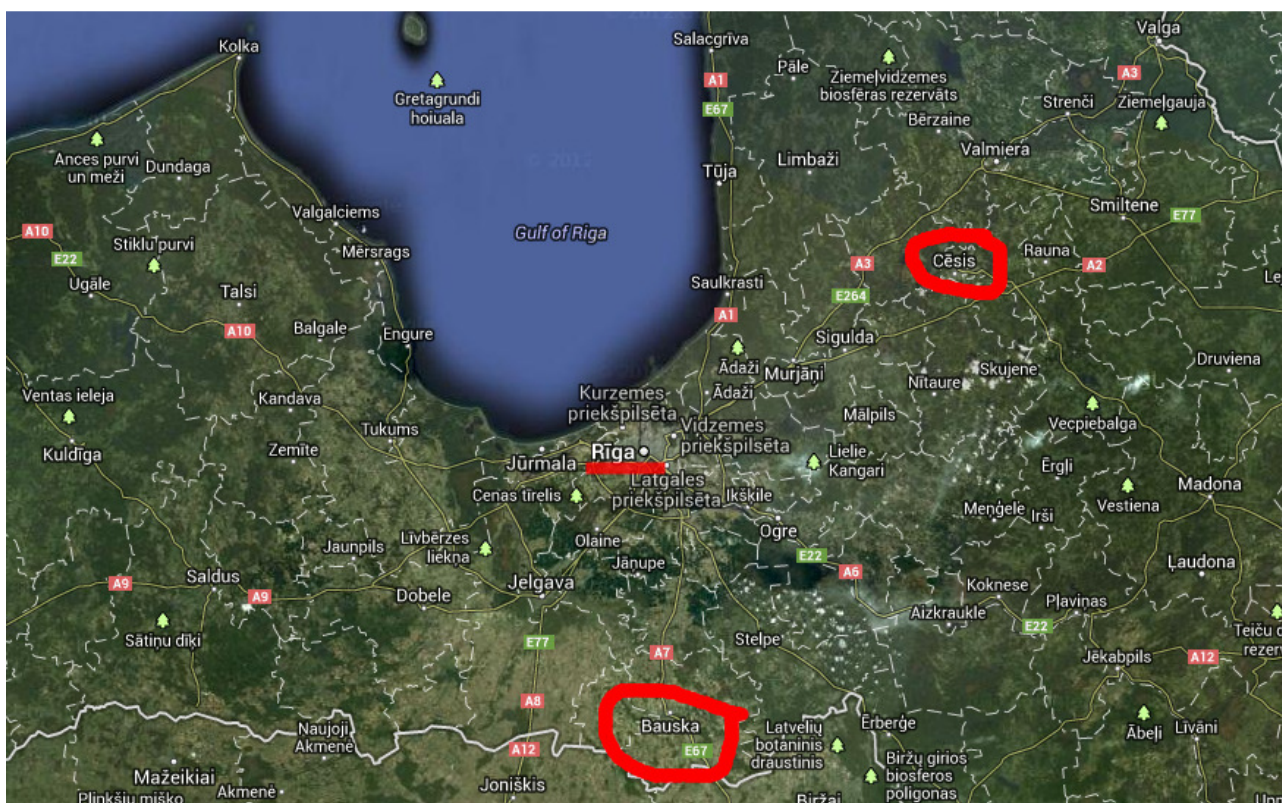 Kolka
Salacgrīva
Valga
Pāle
A1
A3
Gretagrundi
hoiuala
Ziemeļvidzemes
biosfēras rezervāts
Strenči
Ziemeļgauja
E67
Bērzaine
Ances purvi
un meži
Dundaga
© 2012
Limbaži
Valmiera
Tūja
Valgalciems
Smiltene
E77
A10
Stiklu purvi
Mērsrags
Gulf of Riga
E22
Ugāle
Talsi
A3
Cēsis
Rauna
A2
Saulkrasti
E264
A10
Balgale
Engure
A1
Sigulda
Ādaži
Murjāņi
Skujene
Druviena
Ventas ieleja
Kandava
Kurzemes
priekšpilsēta
Ādaži
Nītaure
Mālpils
Vecpiebalga
Tukums
Vidzemes
priekšpilsēta
Kuldīga
Zemīte
Jūrmala
Rīga
Lielie
Kangari
Ērgļi
Latgales
priekšpilsēta
Cenas tīrelis
Ikšķile
Madona
Meņģele
Irši
Vestiena
Ogre
Līvbērzes
liekņa
Jaunpils
Olaine
Jāņupe
E22
A6
Ļaudona
Saldus
A9
A9
Dobele
Jelgava
Koknese
Aizkraukle
Pļaviņas
E22
Sātiņu dīķi
E77
Stelpe
A7
Jēkabpils
A12
A8
Bauska
E67
Latvelių
botaninis
draustinis
Ērberģe
Ābeļi
Līvāni
Naujoji
Akmenė
A12
Biržų girios
biosferos
poligonas
Mažeikiai
Akmenė
Joniškis
Biržai
Plinkšių miško